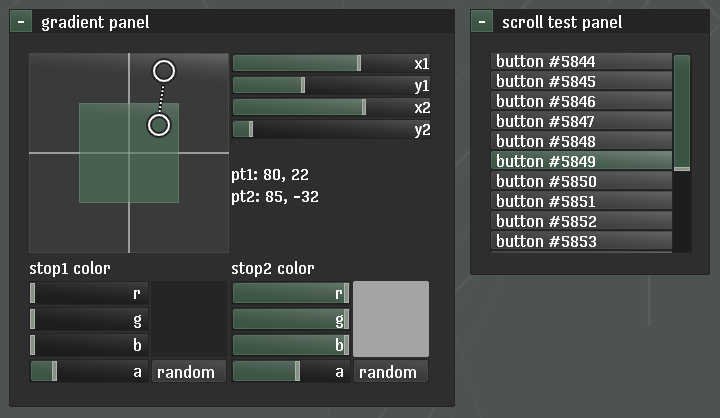 - gradient panel
x1
y1
x2
y2
pt1: 80, 22
pt2: 85, -32
stop1 color
r
g
b
a
random
stop2 color
r
g
b
a
random
- scroll test panel
button #5844
button #5845
button #5846
button #5847
button #5848
button #5849
button #5850
button #5851
button #5852
button #5853